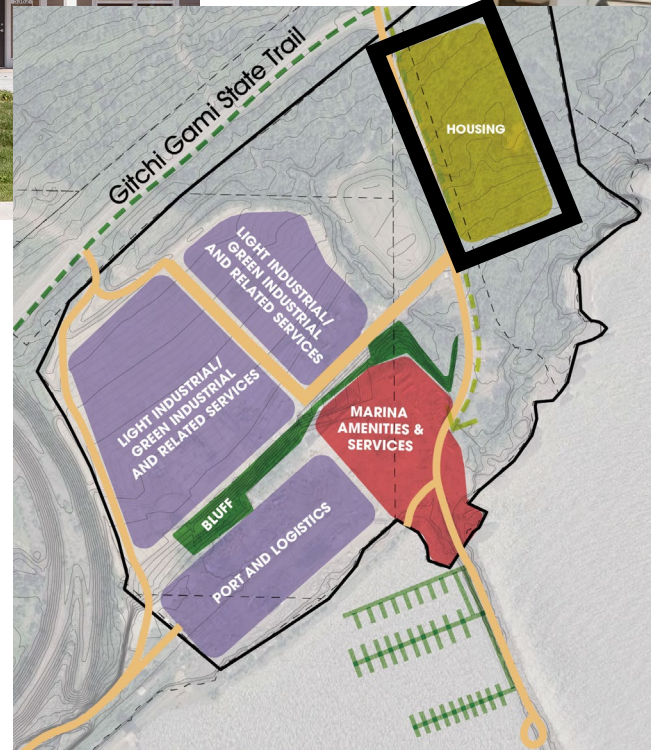 Gitchi Gami State Trail
HOUSING
LIGHT INDUSTRIAL/
GREEN INDUSTRIAL
AND RELATED SERVICES
LIGHT INDUSTRIAL/
GREEN INDUSTRIAL
AND RELATED SERVICES
MARINA
AMENITIES &
SERVICES
BLUFF
PORT AND LOGISTICS